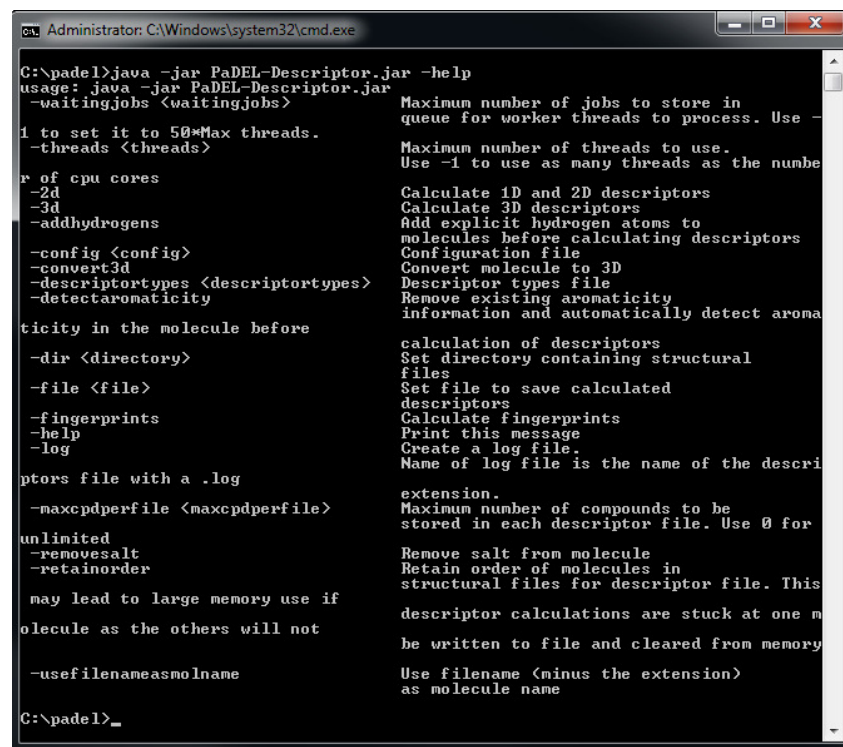 Administrator: C:\Windows\system32\cmd.exe
C:\padel>java -jar PaDEL-Descriptor.jar -help
usage: java -jar PaDEL-Descriptor.jar
-waitingjobs <waitingjobs> Maximum number of jobs to store in
queue for worker threads to process. Use -
1 to set it to 50*Max threads.
-threads <threads> Maximum number of threads to use.
Use -1 to use as many threads as the numbe
r of cpu cores
-2d Calculate 1D and 2D descriptors
-3d Calculate 3D descriptors
-addhydrogens Add explicit hydrogen atoms to
molecules before calculating descriptors
-config <config> Configuration file
-convert3d Convert molecule to 3D
-descriptortypes <descriptortypes> Descriptor types file
-detectaromaticity Remove existing aromaticity
information and automatically detect aroma
ticity in the molecule before
calculation of descriptors
-dir <directory> Set directory containing structural
files
-file <file> Set file to save calculated
descriptors
-fingerprints Calculate fingerprints
-help Print this message
-log Create a log file.
Name of log file is the name of the descri
ptors file with a .log
extension.
-maxcpdperfile <maxcpdperfile> Maximum number of compounds to be
stored in each descriptor file. Use 0 for
unlimited
-removesalt Remove salt from molecule
-retainorder Retain order of molecules in
structural files for descriptor file. This
may lead to large memory use if
descriptor calculations are stuck at one m
olecule as the others will not
be written to file and cleared from memory
-usefilenameasmolname Use filename (minus the extension)
as molecule name
C:\padel>_